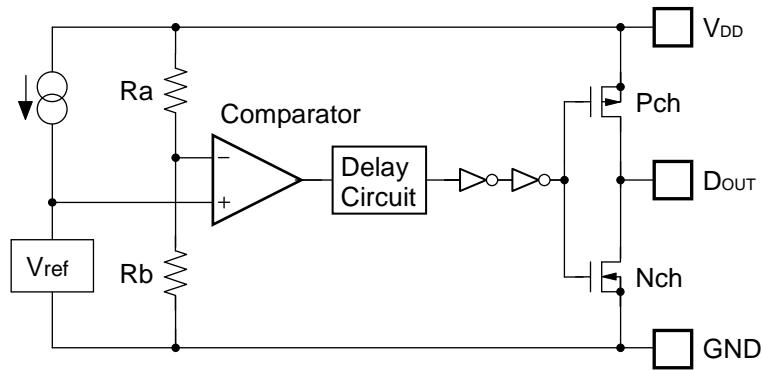 VDD
Ra
Pch
Comparator
−
Delay
Circuit
DOUT
+
Vref
Rb
Nch
GND